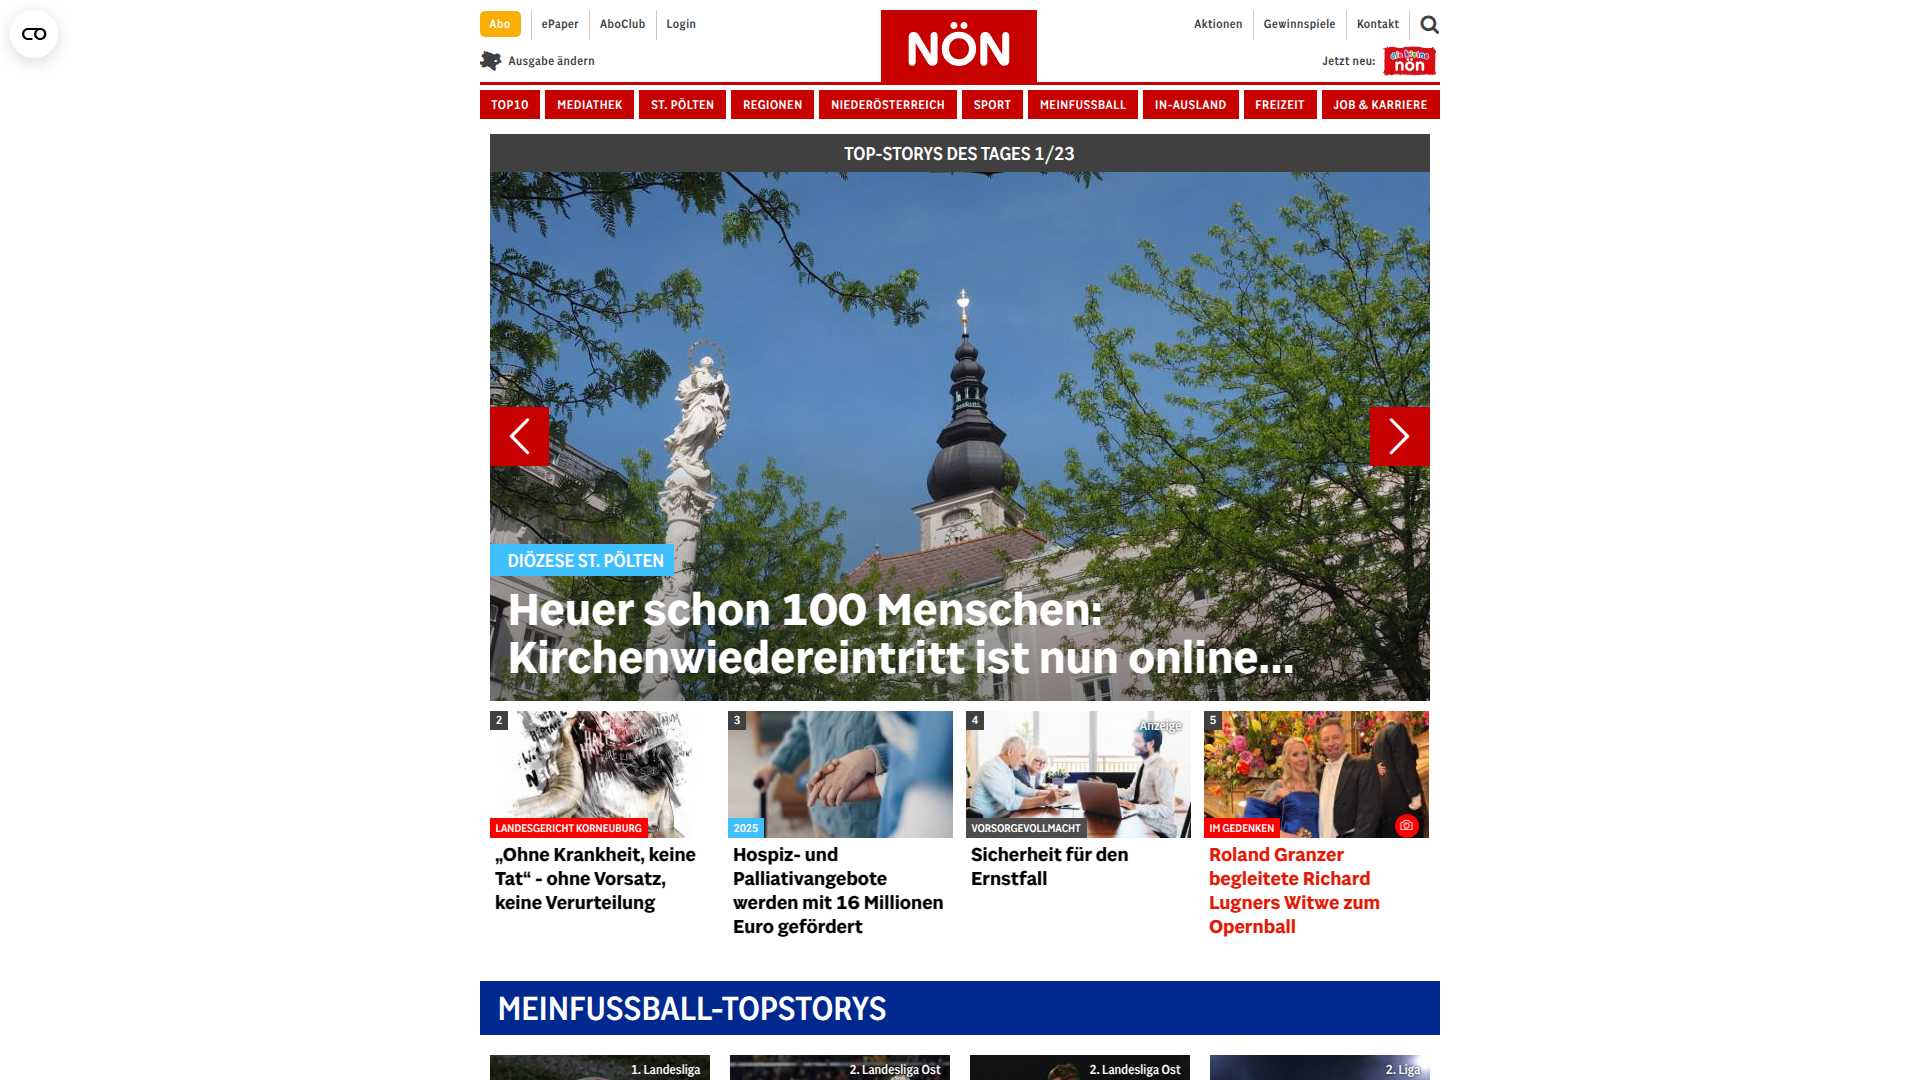 Abo
ePaper
AboClub
Login
NÖN
Aktionen
Gewinnspiele
Kontakt
Ausgabe ändern
Jetzt neu:
die kleine
nön
TOP10
MEDIATHEK
ST. PÖLTEN
REGIONEN
NIEDERÖSTERREICH
SPORT
MEINFUSSBALL
IN-AUSLAND
FREIZEIT
JOB & KARRIERE
TOP-STORYS DES TAGES 1/23
DIÖZESE ST. PÖLTEN
Heuer schon 100 Menschen:
Kirchenwiedereintritt ist nun online...
2
LANDESGERICHT KORNEUBURG
„Ohne Krankheit, keine
Tat“ - ohne Vorsatz,
keine Verurteilung
3
2025
Hospiz- und
Palliativangebote
werden mit 16 Millionen
Euro gefördert
4
Anzeige
VORSORGEVOLLMACHT
Sicherheit für den
Ernstfall
5
IM GEDENKEN
Roland Granzer
begleitete Richard
Lugners Witwe zum
Opernball
MEINFUSSBALL-TOPSTORYS
1. Landesliga
2. Landesliga Ost
2. Landesliga Ost
2. Liga